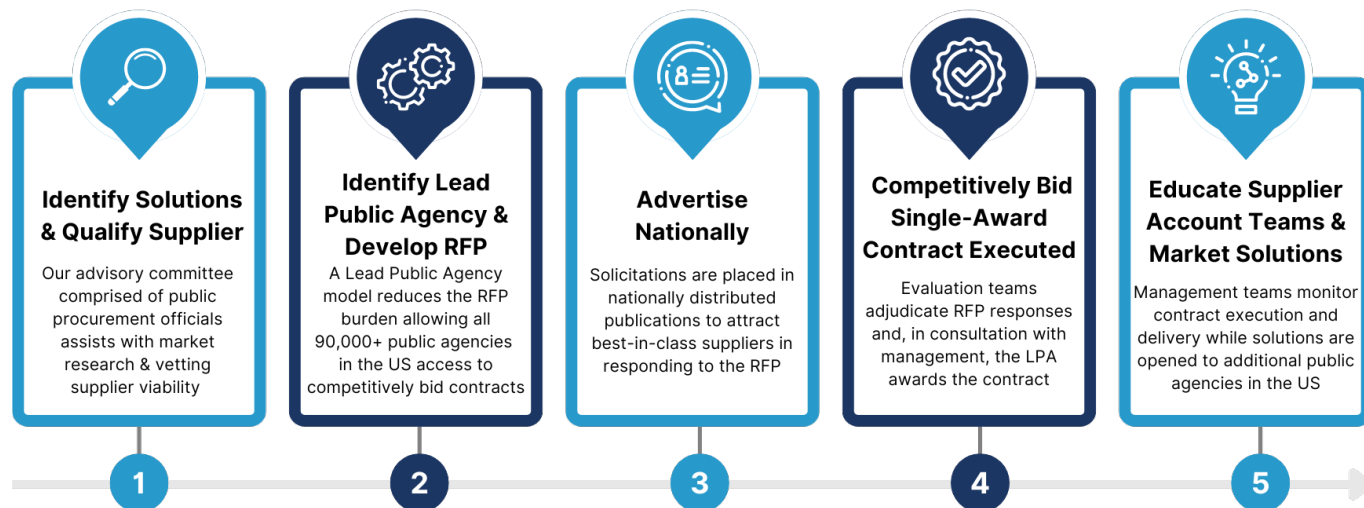 Identify Solutions
& Qualify Supplier
Our advisory committee
comprised of public
procurement officials
assists with market
research & vetting
supplier viability
1
Identify Lead
Public Agency &
Develop RFP
A Lead Public Agency
model reduces the RFP
burden allowing all
90,000+ public agencies
in the US access to
competitively bid contracts
2
Advertise
Nationally
Solicitations are placed in
nationally distributed
publications to attract
best-in-class suppliers in
responding to the RFP
3
Competitively Bid
Single-Award
Contract Executed
Evaluation teams
adjudicate RFP responses
and, in consultation with
management, the LPA
awards the contract
4
Educate Supplier
Account Teams &
Market Solutions
Management teams monitor
contract execution and
delivery while solutions are
opened to additional public
agencies in the US
5